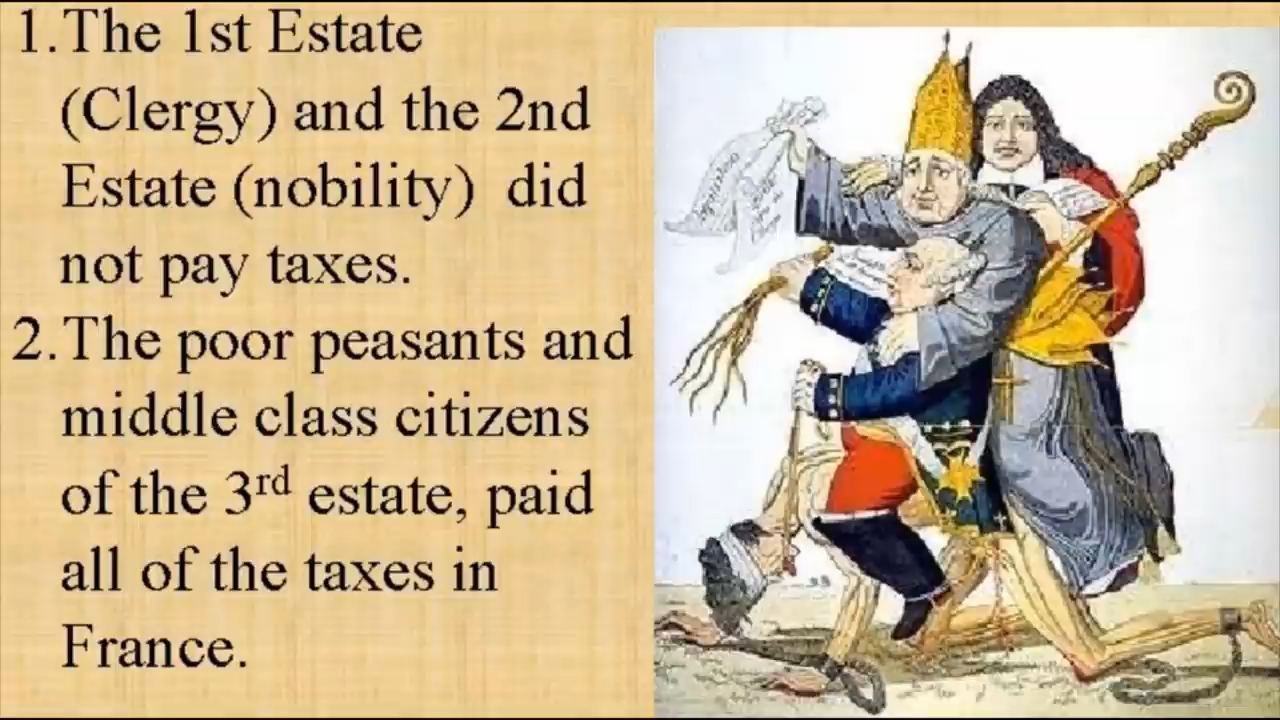 1.The 1st Estate
(Clergy) and the 2nd
Estate (nobility)  did
not pay taxes.
2.The poor peasants and
middle class citizens
of the 3rd estate, paid
all of the taxes in
France.